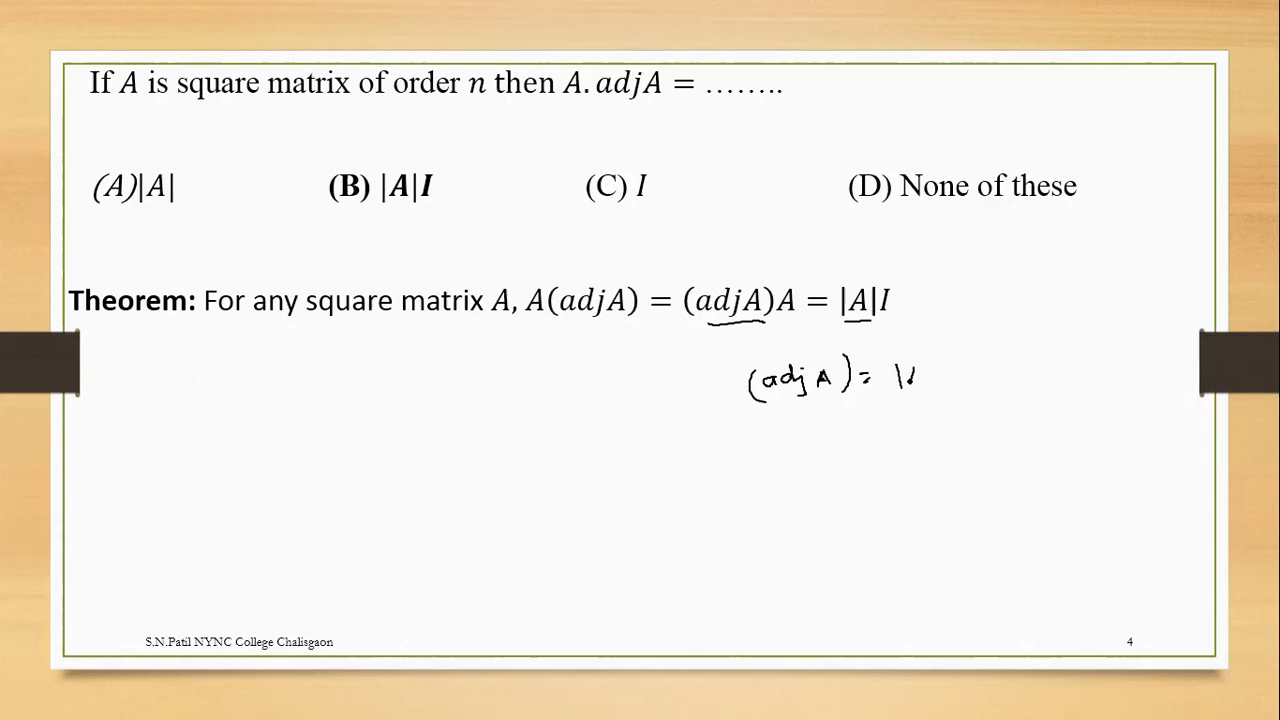 If A is square matrix of order n then A. adjA = ........
(A)|A| (B) |A|I (C) I (D) None of these
Theorem: For any square matrix A, A(adjA) = (adjA)A = |A|I
(adj A) =
S.N.Patil NYNC College Chalisgaon 4